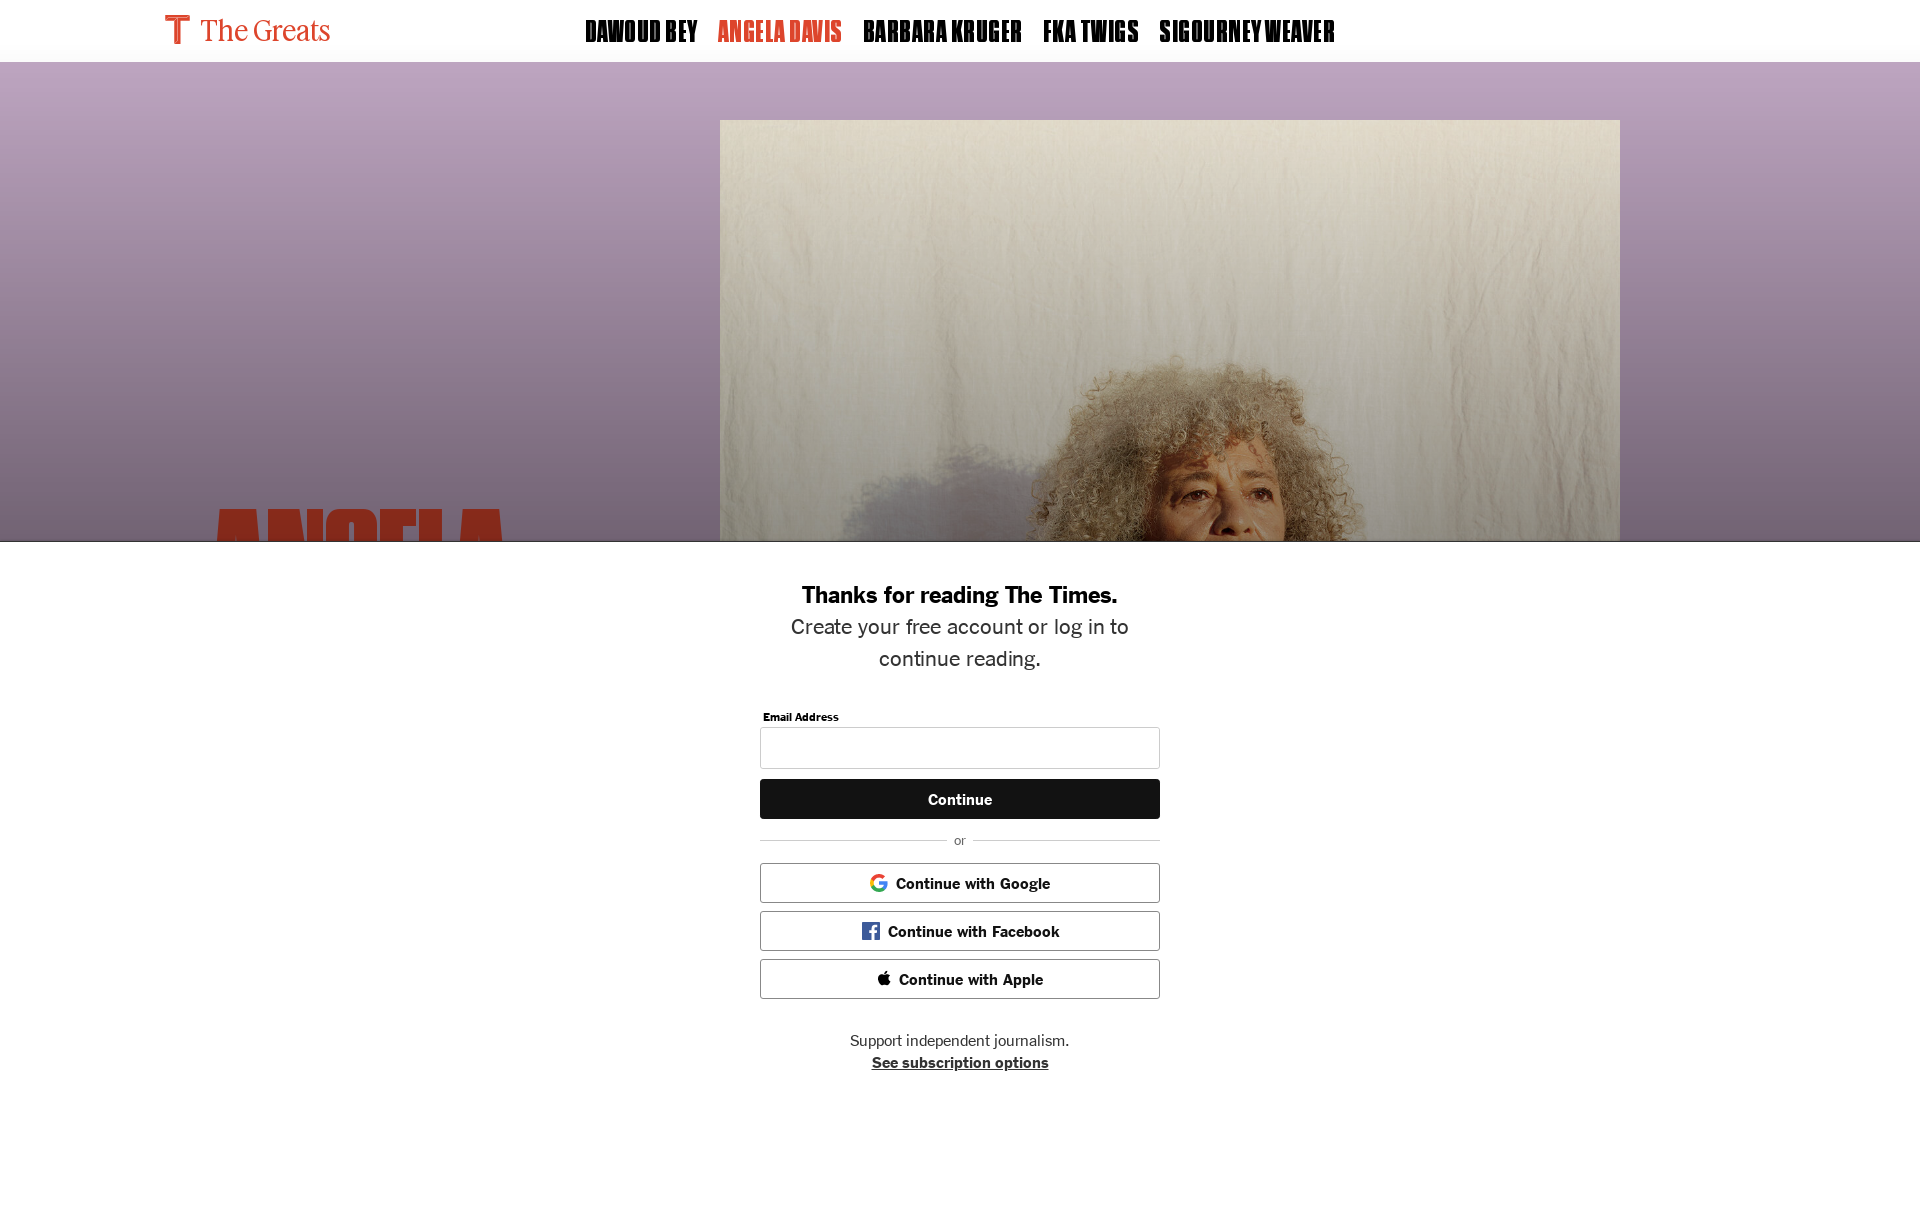 The Greats
DAWOUD BEY ANGELA DAVIS BARBARA KRUGER FKA TWIGS SIGOURNEY WEAVER
ANGELA
Thanks for reading The Times.
Create your free account or log in to
continue reading.
Email Address
Continue
or
Continue with Google
Continue with Facebook
Continue with Apple
Support independent journalism.
See subscription options